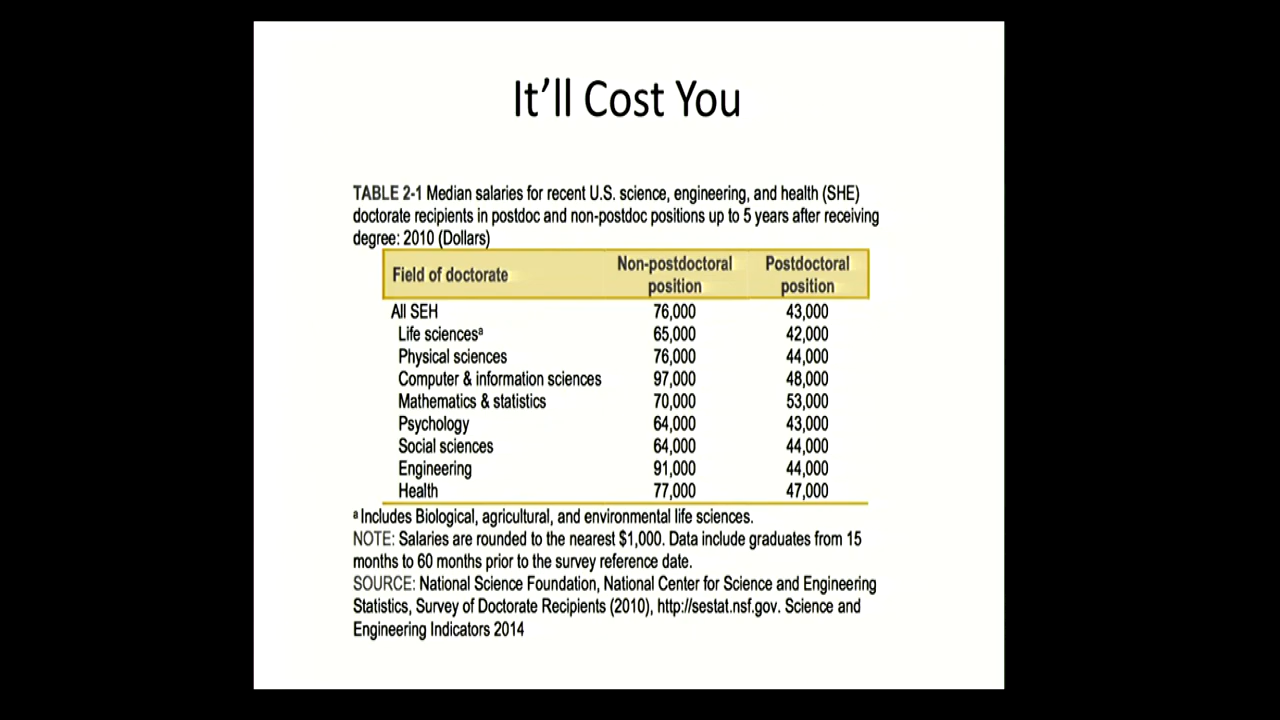 It'll Cost You
TABLE 2-1 Median salaries for recent U.S. science, engineering, and health (SHE)
doctorate recipients in postdoc and non-postdoc positions up to 5 years after receiving
degree: 2010 (Dollars)
Field of doctorate Non-postdoctoral position Postdoctoral position
All SEH 76,000 43,000
Life sciencesᵃ 65,000 42,000
Physical sciences 76,000 44,000
Computer & information sciences 97,000 48,000
Mathematics & statistics 70,000 53,000
Psychology 64,000 43,000
Social sciences 64,000 44,000
Engineering 91,000 44,000
Health 77,000 47,000
ᵃ Includes Biological, agricultural, and environmental life sciences.
NOTE: Salaries are rounded to the nearest $1,000. Data include graduates from 15
months to 60 months prior to the survey reference date.
SOURCE: National Science Foundation, National Center for Science and Engineering
Statistics, Survey of Doctorate Recipients (2010), http://sestat.nsf.gov. Science and
Engineering Indicators 2014